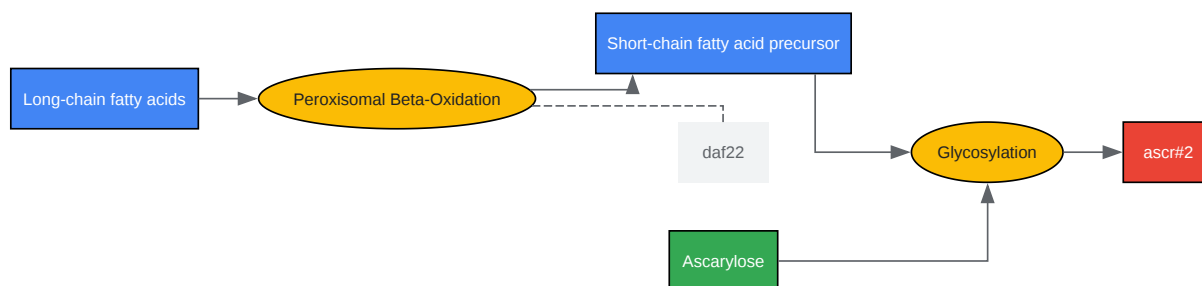 Short-chain fatty acid precursor
Long-chain fatty acids
Peroxisomal Beta-Oxidation
daf22
Glycosylation
ascr#2
Ascarylose